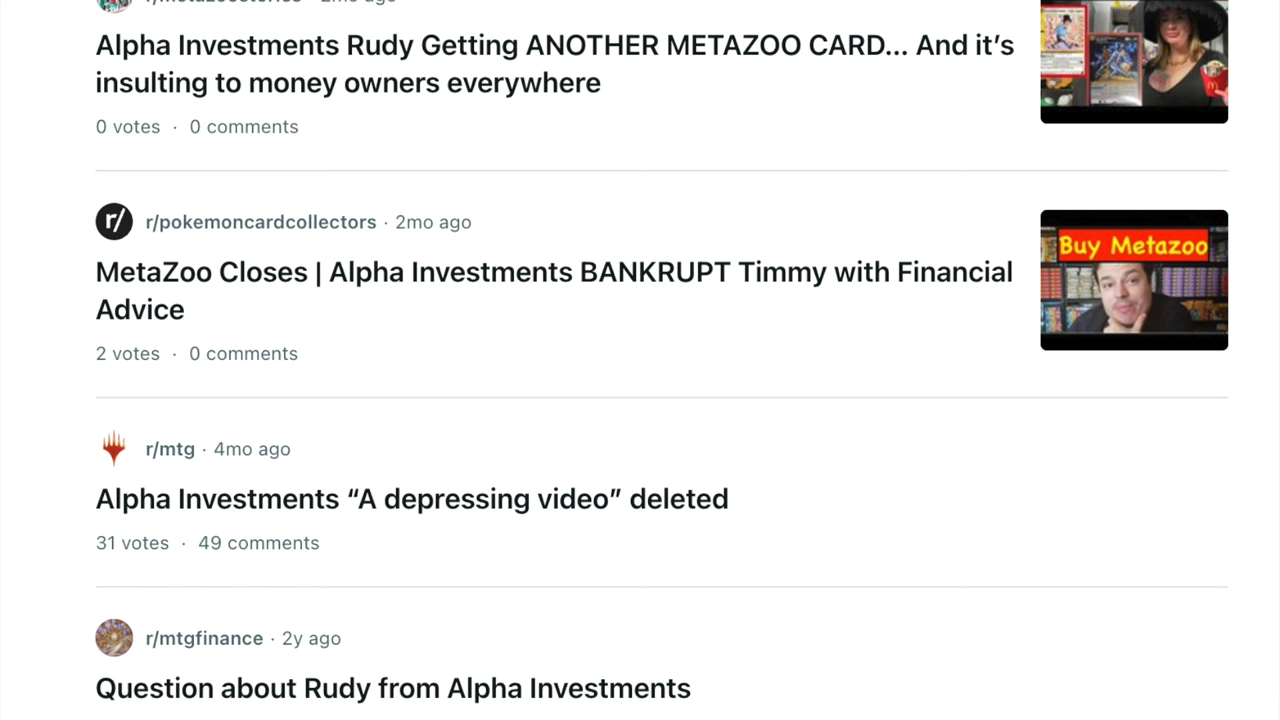 r/metazoostories · 2mo ago
Alpha Investments Rudy Getting ANOTHER METAZOO CARD... And it’s
insulting to money owners everywhere
0 votes · 0 comments
r/pokemoncardcollectors · 2mo ago
Buy Metazoo
MetaZoo Closes | Alpha Investments BANKRUPT Timmy with Financial
Advice
2 votes · 0 comments
r/mtg · 4mo ago
Alpha Investments “A depressing video” deleted
31 votes · 49 comments
r/mtgfinance · 2y ago
Question about Rudy from Alpha Investments